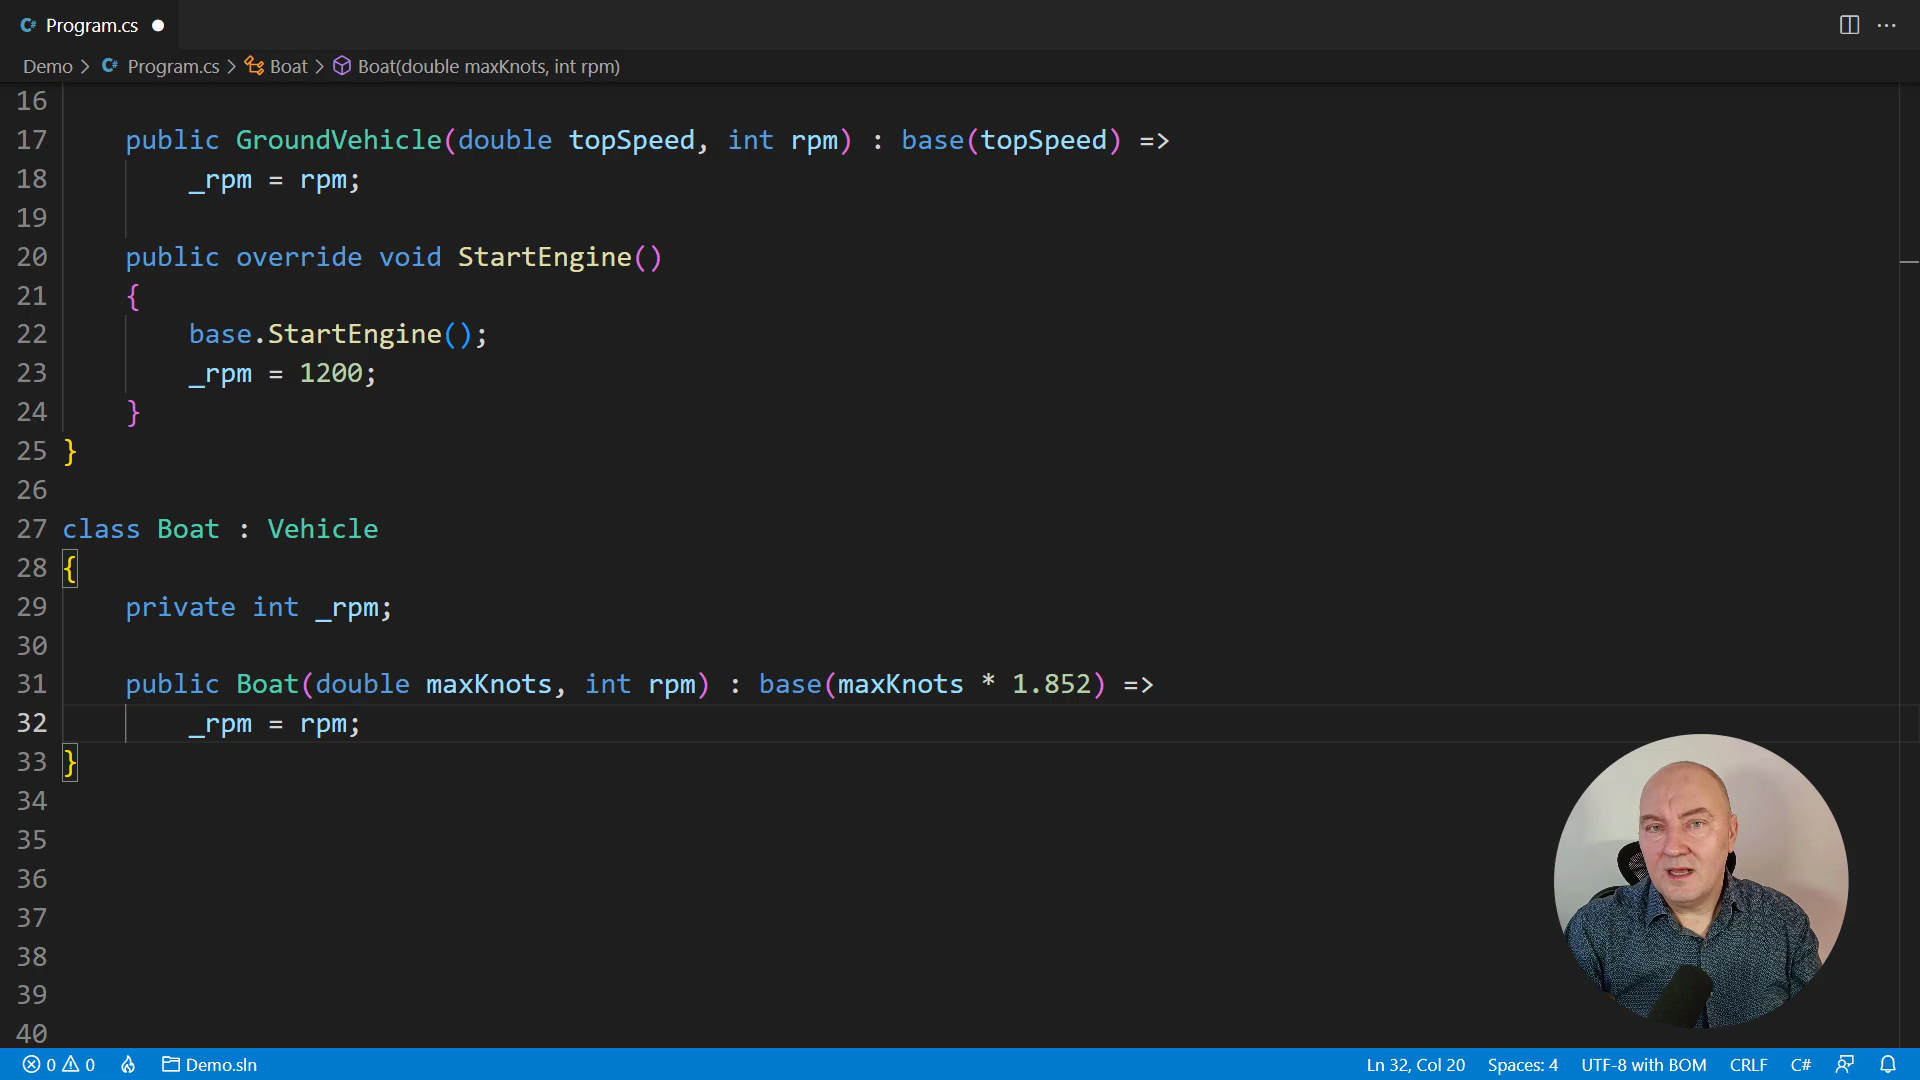 Program.cs
Demo > Program.cs > Boat > Boat(double maxKnots, int rpm)
16
17 public GroundVehicle(double topSpeed, int rpm) : base(topSpeed) =>
18 _rpm = rpm;
19
20 public override void StartEngine()
21 {
22 base.StartEngine();
23 _rpm = 1200;
24 }
25 }
26
27 class Boat : Vehicle
28 {
29 private int _rpm;
30
31 public Boat(double maxKnots, int rpm) : base(maxKnots * 1.852) =>
32 _rpm = rpm;
33 }
34
35
36
37
38
39
40
0 0 Demo.sln Ln 32, Col 20 Spaces: 4 UTF-8 with BOM CRLF C#